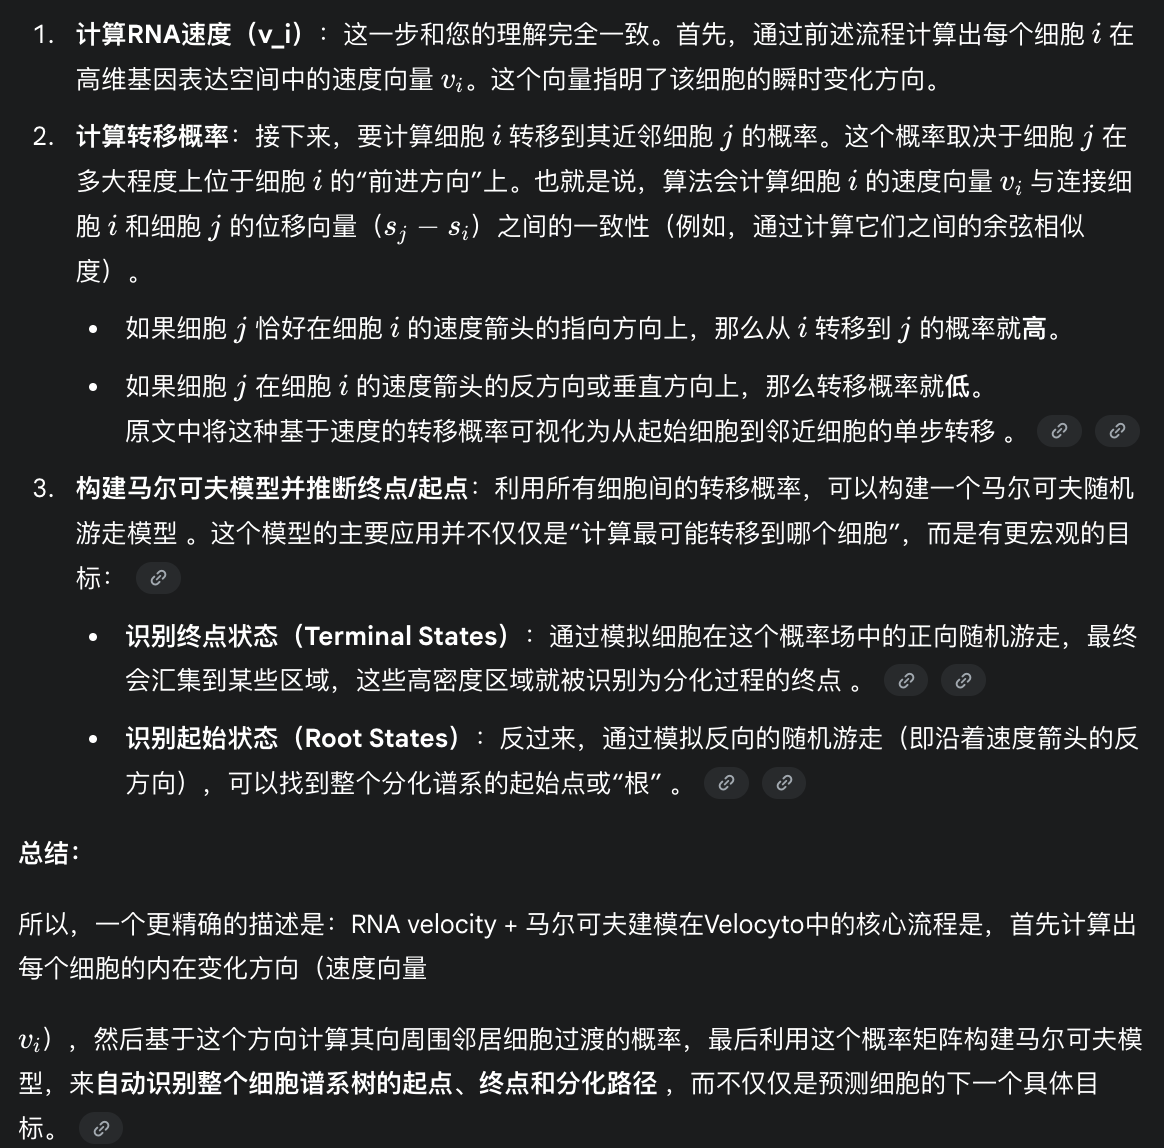 1. 计算RNA速度（v_i）：这一步和您的理解完全一致。首先，通过前述流程计算出每个细胞 i 在
高维基因表达空间中的速度向量 v_i。这个向量指明了该细胞的瞬时变化方向。
2. 计算转移概率：接下来，要计算细胞 i 转移到其近邻细胞 j 的概率。这个概率取决于细胞 j 在
多大程度上位于细胞 i 的“前进方向”上。也就是说，算法会计算细胞 i 的速度向量 v_i 与连接细
胞 i 和细胞 j 的位移向量（s_j − s_i）之间的一致性（例如，通过计算它们之间的余弦相似
度）。
• 如果细胞 j 恰好在细胞 i 的速度箭头的指向方向上，那么从 i 转移到 j 的概率就高。
• 如果细胞 j 在细胞 i 的速度箭头的反方向或垂直方向上，那么转移概率就低。
原文中将这种基于速度的转移概率可视化为从起始细胞到邻近细胞的单步转移 。
3. 构建马尔可夫模型并推断终点/起点：利用所有细胞间的转移概率，可以构建一个马尔可夫随机
游走模型 。这个模型的主要应用并不仅仅是“计算最可能转移到哪个细胞”，而是有更宏观的目
标：
• 识别终点状态（Terminal States）：通过模拟细胞在这个概率场中的正向随机游走，最终
会汇集到某些区域，这些高密度区域就被识别为分化过程的终点 。
• 识别起始状态（Root States）：反过来，通过模拟反向的随机游走（即沿着速度箭头的反
方向），可以找到整个分化谱系的起始点或“根” 。
总结：
所以，一个更精确的描述是：RNA velocity + 马尔可夫建模在Velocyto中的核心流程是，首先计算出
每个细胞的内在变化方向（速度向量
v_i），然后基于这个方向计算其向周围邻居细胞过渡的概率，最后利用这个概率矩阵构建马尔可夫模
型，来自动识别整个细胞谱系树的起点、终点和分化路径 ，而不仅仅是预测细胞的下一个具体目
标。